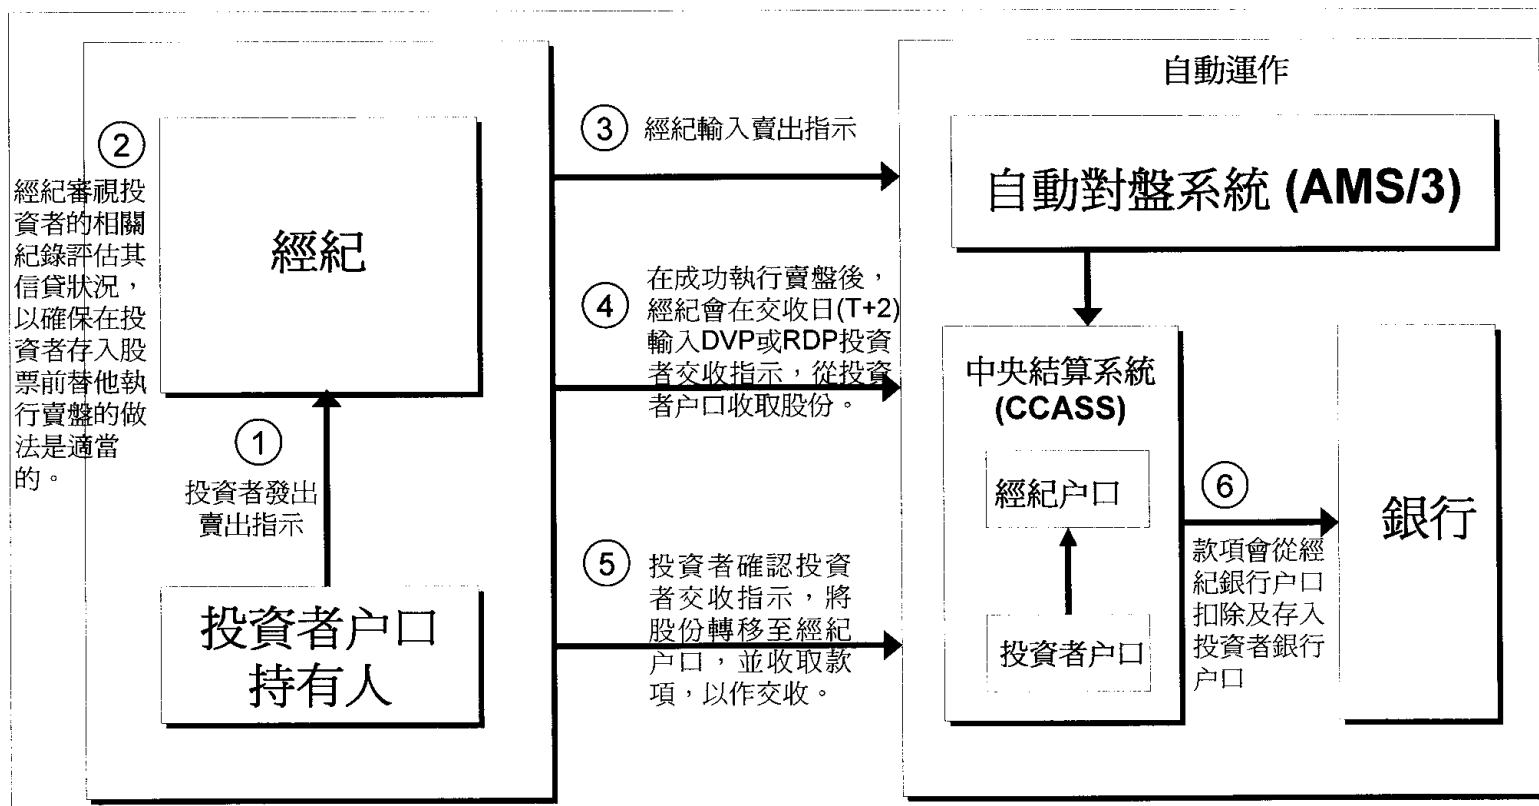 ②
經紀審視投
資者的相關
紀錄評估其
信貸狀況，
以確保在投
資者存入股
票前替他執
行賣盤的做
法是適當
的。
經紀
①
投資者發出
賣出指示
投資者户口
持有人
③ 經紀輸入賣出指示
④
在成功執行賣盤後，
經紀會在交收日(T+2)
輸入DVP或RDP投資
者交收指示，從投資
者户口收取股份。
⑤
投資者確認投資
者交收指示，將
股份轉移至經紀
户口，並收取款
項，以作交收。
自動運作
自動對盤系統 (AMS/3)
中央結算系統
(CCASS)
經紀户口
投資者户口
⑥
款項會從經
紀銀行户口
扣除及存入
投資者銀行
户口
銀行